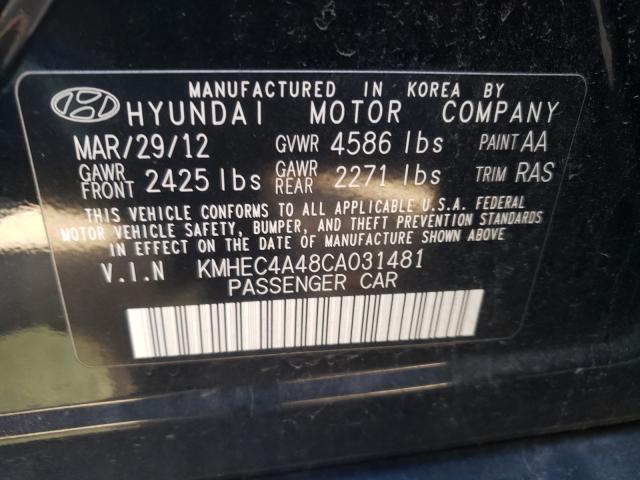 MANUFACTURED IN KOREA BY
HYUNDAI MOTOR COMPANY
MAR/29/12 GVWR 4586 lbs PAINT AA
GAWR FRONT 2425 lbs GAWR REAR 2271 lbs TRIM RAS
THIS VEHICLE CONFORMS TO ALL APPLICABLE U.S.A. FEDERAL
MOTOR VEHICLE SAFETY, BUMPER, AND THEFT PREVENTION STANDARDS
IN EFFECT ON THE DATE OF MANUFACTURE SHOWN ABOVE
V.I.N KMHEC4A48CA031481
PASSENGER CAR